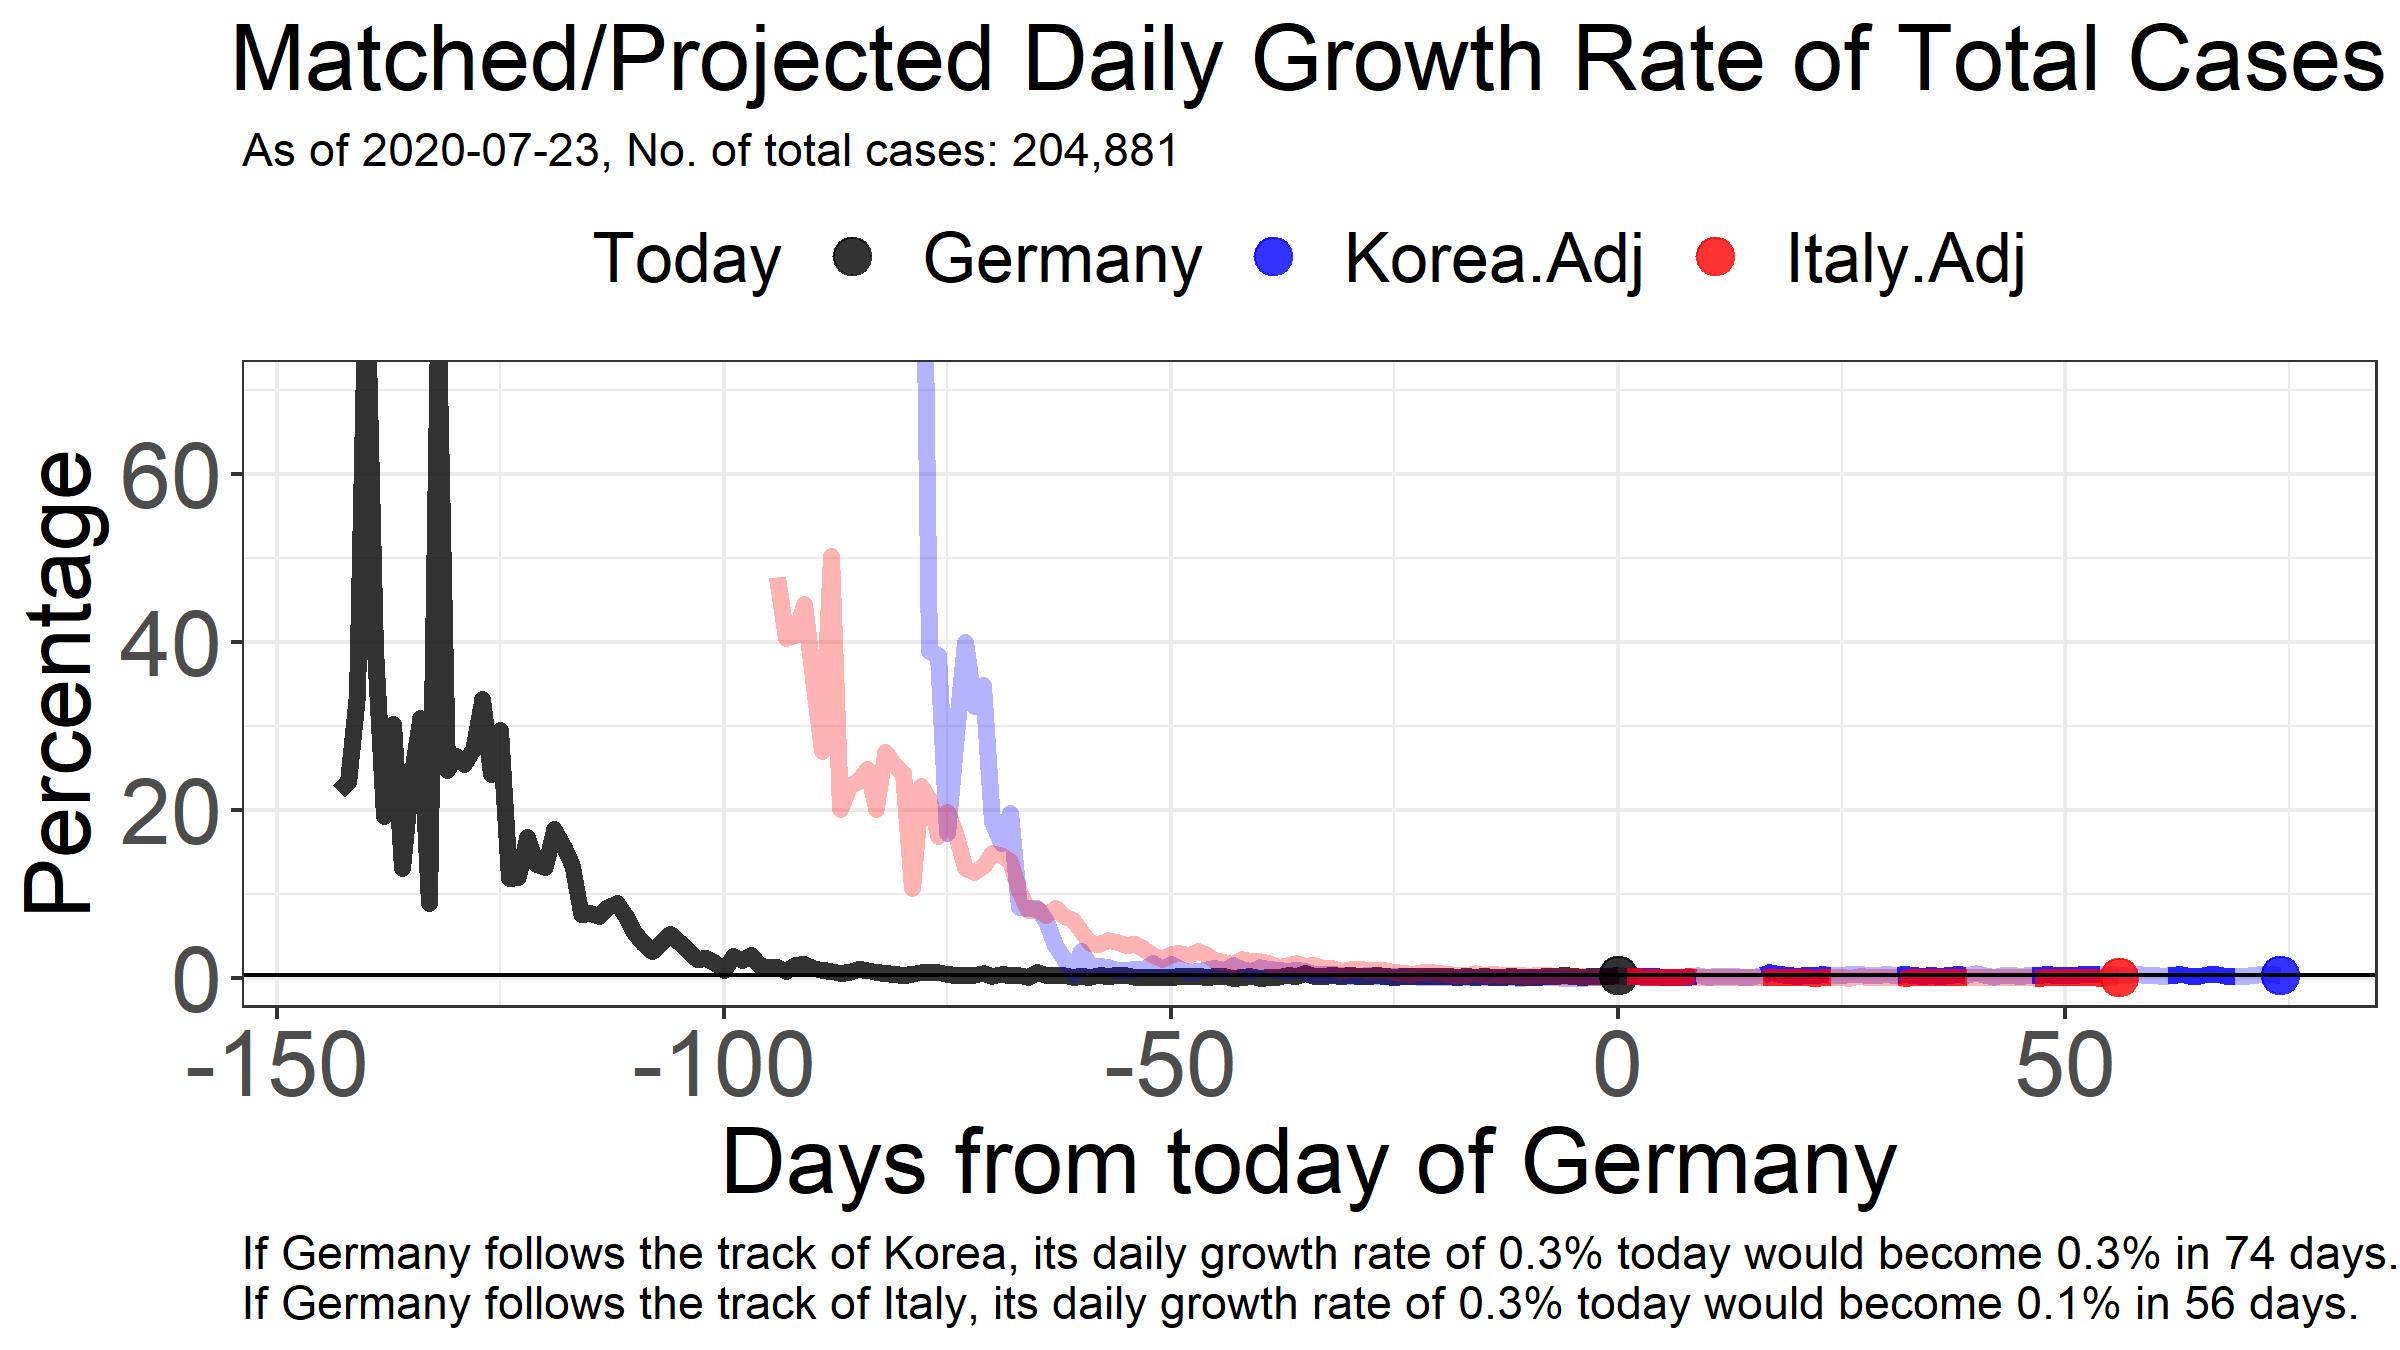 Matched/Projected Daily Growth Rate of Total Cases
As of 2020-07-23, No. of total cases: 204,881
Today Germany Korea.Adj Italy.Adj
Percentage
60
40
20
0
-150 -100 -50 0 50
Days from today of Germany
If Germany follows the track of Korea, its daily growth rate of 0.3% today would become 0.3% in 74 days.
If Germany follows the track of Italy, its daily growth rate of 0.3% today would become 0.1% in 56 days.